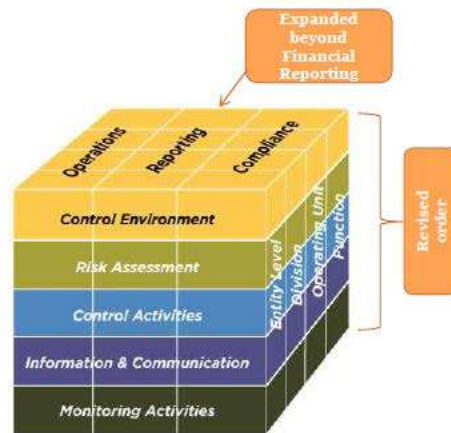 Expanded
beyond
Financial
Reporting
Operations
Reporting
Compliance
Control Environment
Risk Assessment
Control Activities
Information & Communication
Monitoring Activities
Entity Level
Division
Operating Unit
Function
Revised
order